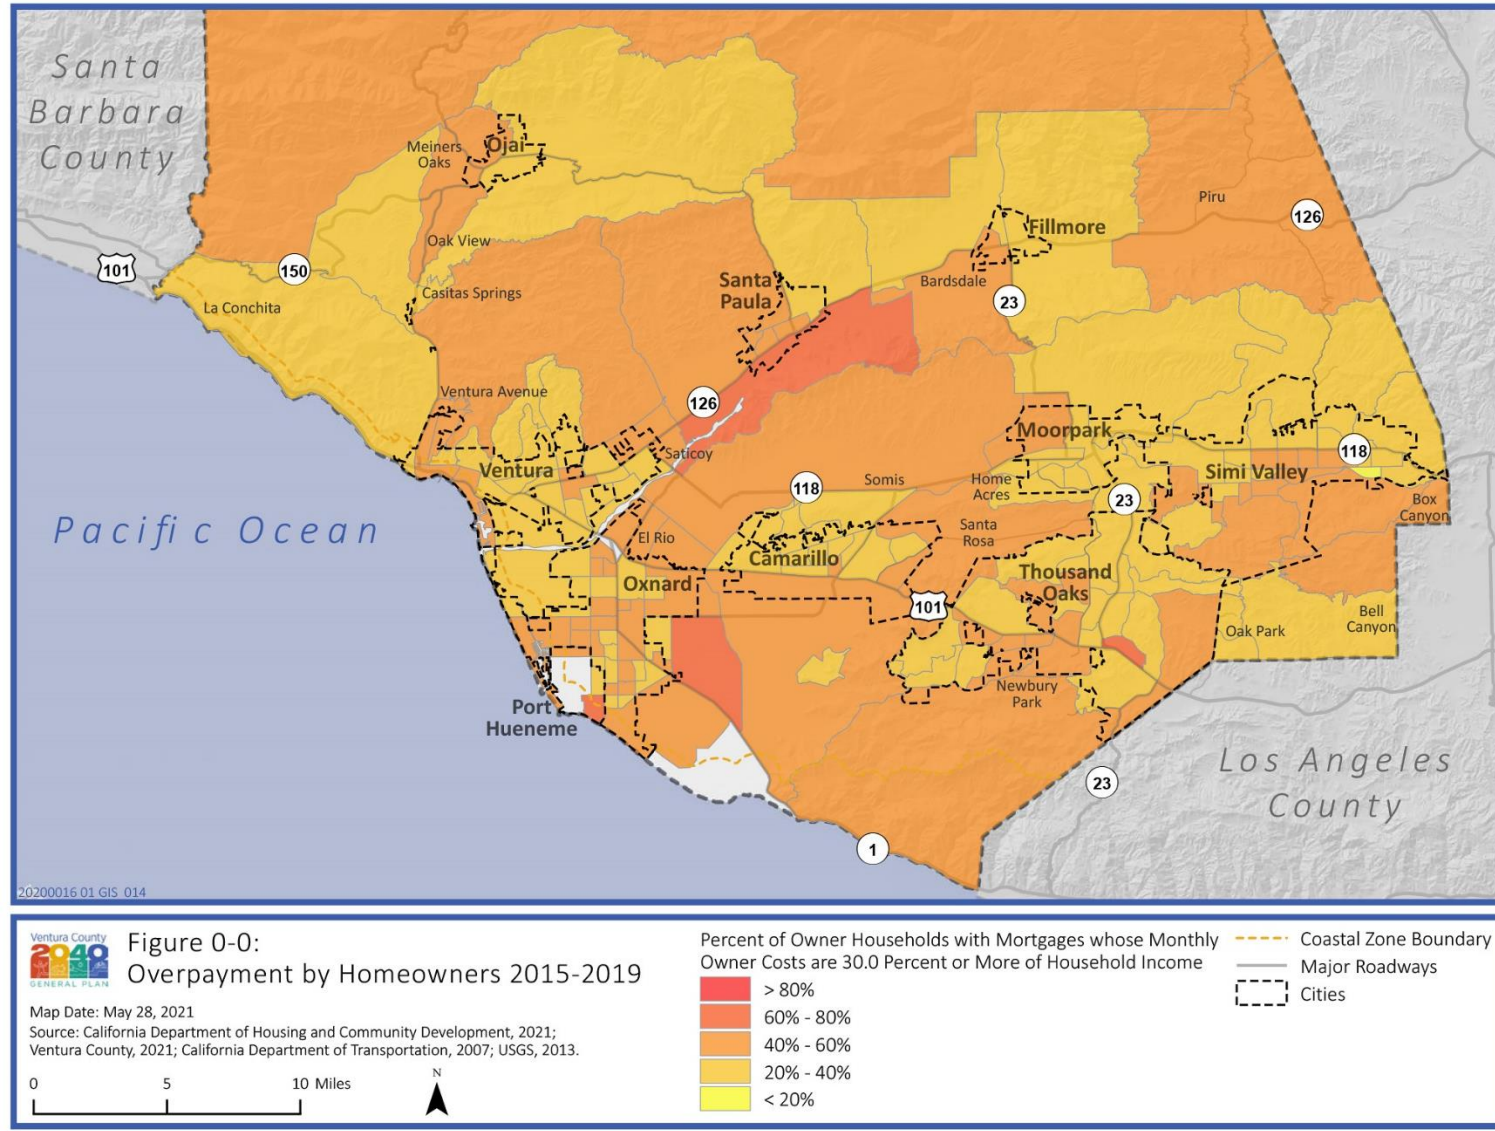 Santa
Barbara
County
Meiners
Oaks
Ojai
Piru
126
Fillmore
Oak View
101
150
Santa
Paula
Bardsdale
Casitas Springs
23
La Conchita
Ventura Avenue
126
Moorpark
Saticoy
Ventura
118
Simi Valley
118
Somis
Home
Acres
23
Box
Canyon
Pacific Ocean
El Rio
Santa
Rosa
Camarillo
Oxnard
Thousand
Oaks
101
Bell
Canyon
Oak Park
Newbury
Park
Port
Hueneme
Los Angeles
County
23
1
20200016 01 GIS 014
Ventura County
2040
GENERAL PLAN
Figure 0-0:
Overpayment by Homeowners 2015-2019
Map Date: May 28, 2021
Source: California Department of Housing and Community Development, 2021;
Ventura County, 2021; California Department of Transportation, 2007; USGS, 2013.
0 5 10 Miles
N
Percent of Owner Households with Mortgages whose Monthly
Owner Costs are 30.0 Percent or More of Household Income
> 80%
60% - 80%
40% - 60%
20% - 40%
< 20%
Coastal Zone Boundary
Major Roadways
Cities